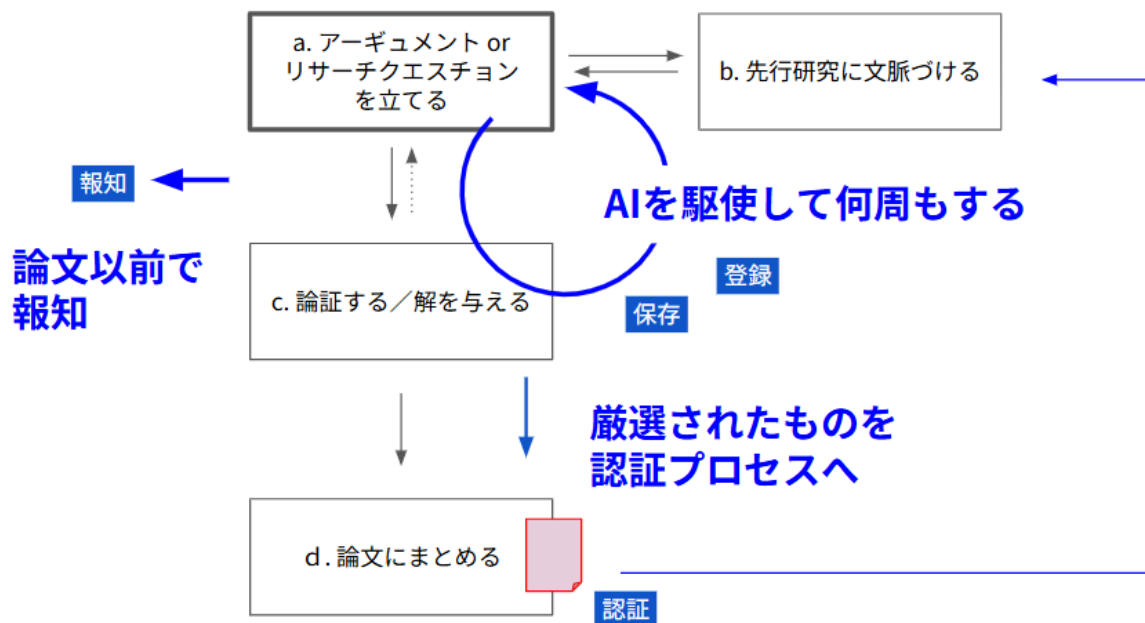 a. アーギュメント or
リサーチクエスチョン
を立てる
b. 先行研究に文脈づける
報知
AIを駆使して何周もする
論文以前で
報知
c. 論証する／解を与える
登録
保存
厳選されたものを
認証プロセスへ
ｄ. 論文にまとめる
認証